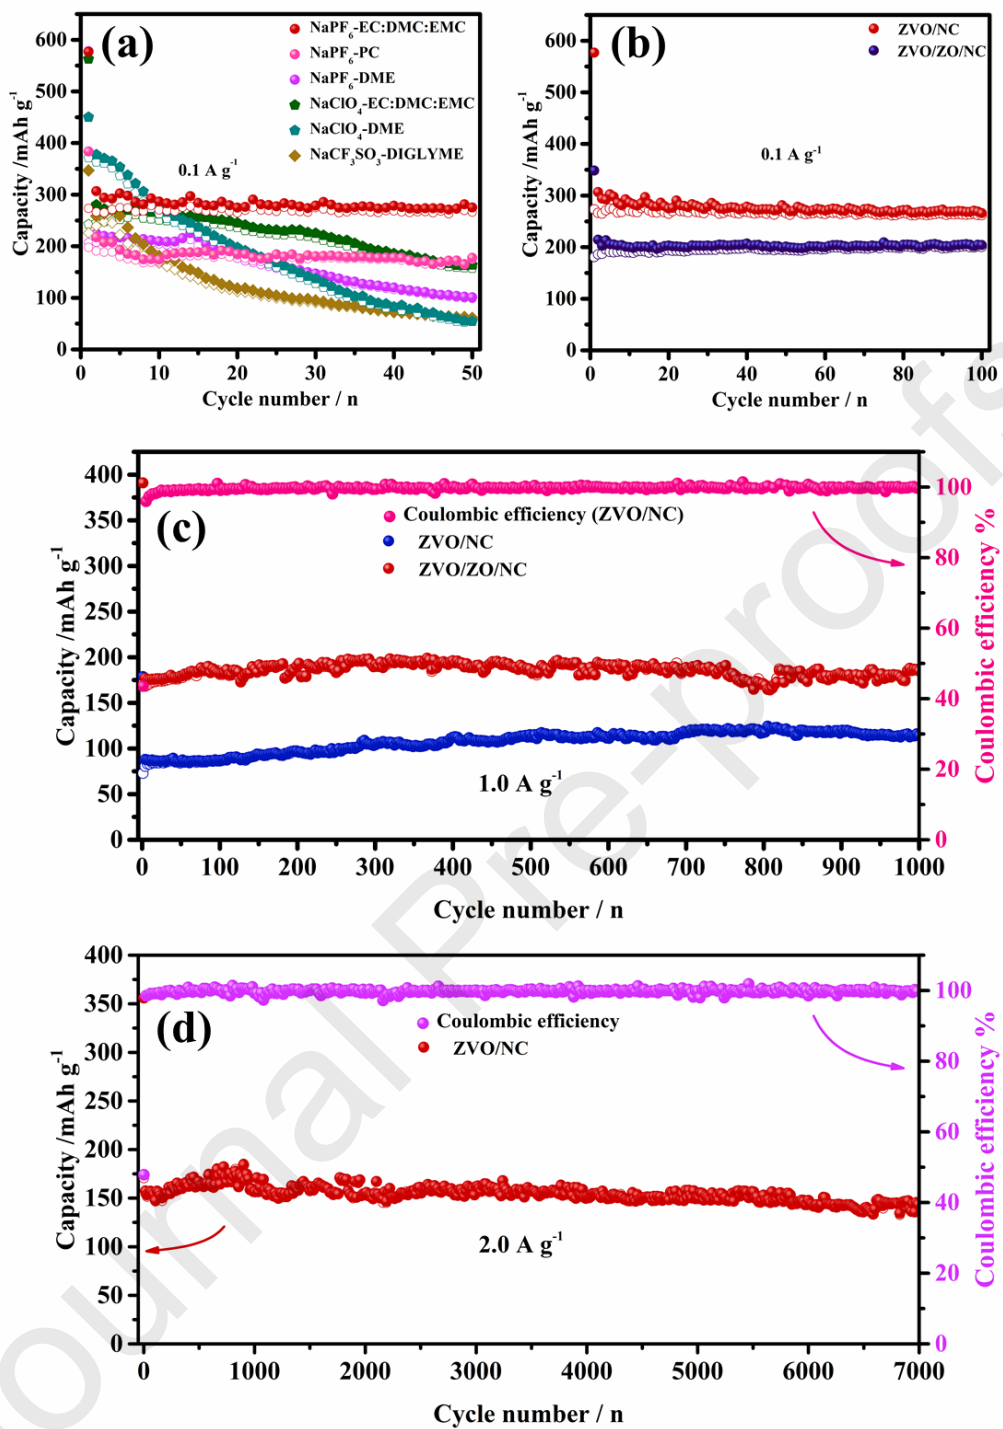 (a)
NaPF₆-EC:DMC:EMC
NaPF₆-PC
NaPF₆-DME
NaClO₄-EC:DMC:EMC
NaClO₄-DME
NaCF₃SO₃-DIGLYME
0.1 A g⁻¹
Capacity /mAh g⁻¹
600
500
400
300
200
100
0
0 10 20 30 40 50
Cycle number / n
(b)
ZVO/NC
ZVO/ZO/NC
0.1 A g⁻¹
Capacity /mAh g⁻¹
600
500
400
300
200
100
0
0 20 40 60 80 100
Cycle number / n
(c)
Coulombic efficiency (ZVO/NC)
ZVO/NC
ZVO/ZO/NC
1.0 A g⁻¹
Capacity /mAh g⁻¹
400
350
300
250
200
150
100
50
0
Coulombic efficiency %
100
80
60
40
20
0
0 100 200 300 400 500 600 700 800 900 1000
Cycle number / n
(d)
Coulombic efficiency
ZVO/NC
2.0 A g⁻¹
Capacity /mAh g⁻¹
400
350
300
250
200
150
100
50
0
Coulombic efficiency %
100
80
60
40
20
0
0 1000 2000 3000 4000 5000 6000 7000
Cycle number / n
Journal Pre-proofs